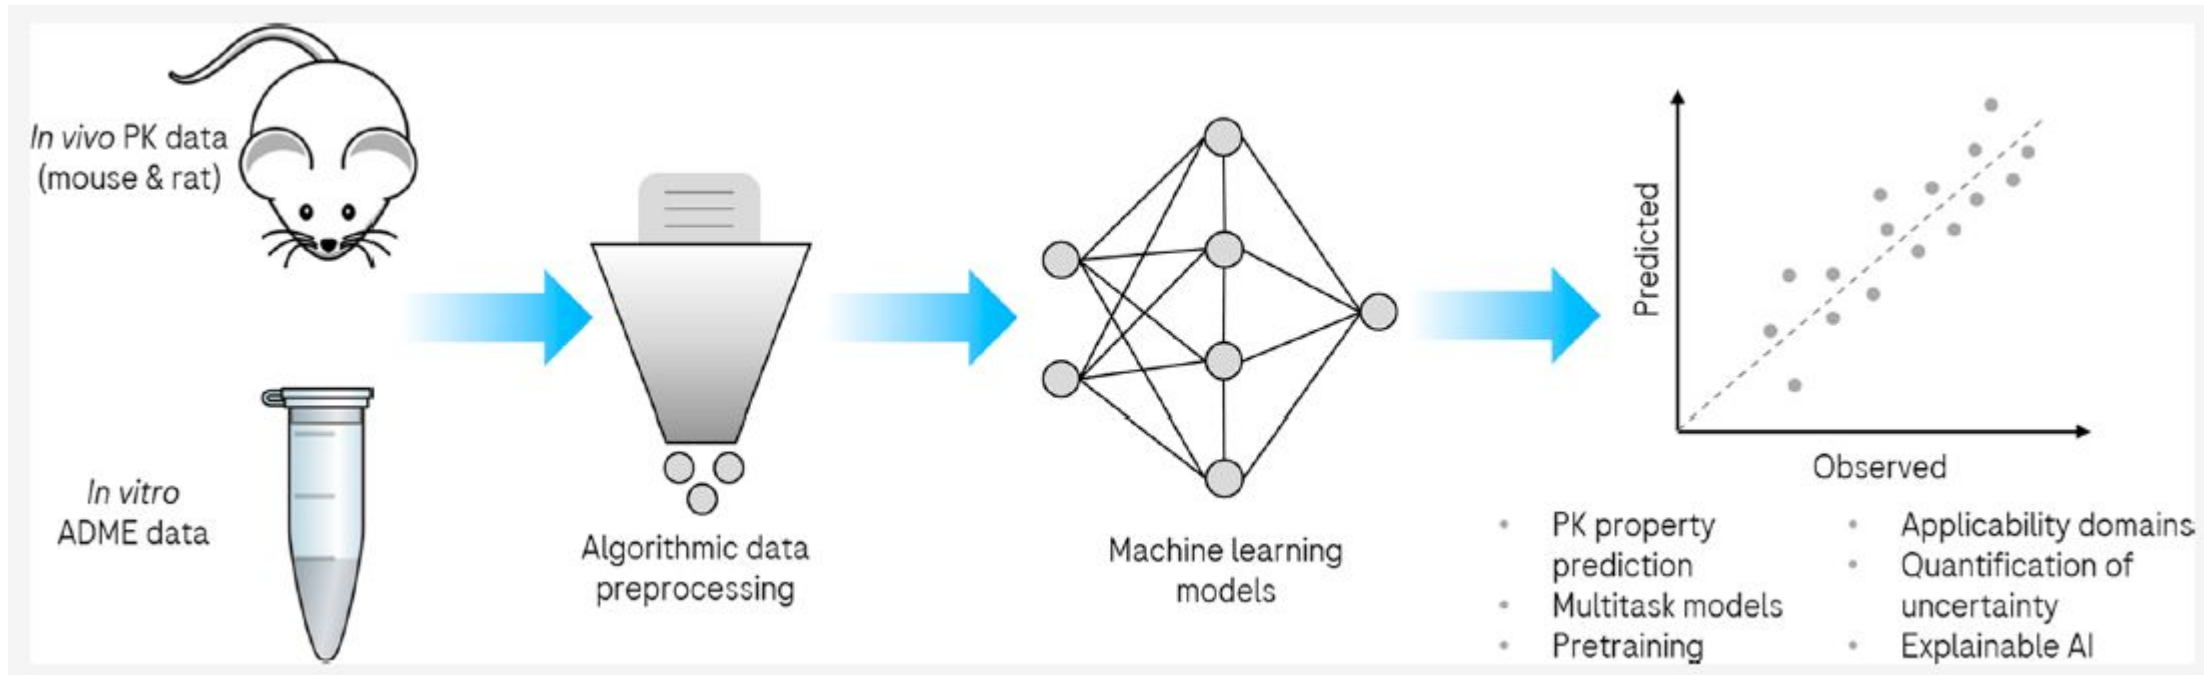 In vivo PK data
(mouse & rat)
In vitro
ADME data
Algorithmic data
preprocessing
Machine learning
models
Predicted
Observed
• PK property
prediction
• Multitask models
• Pretraining
• Applicability domains
• Quantification of
uncertainty
• Explainable AI